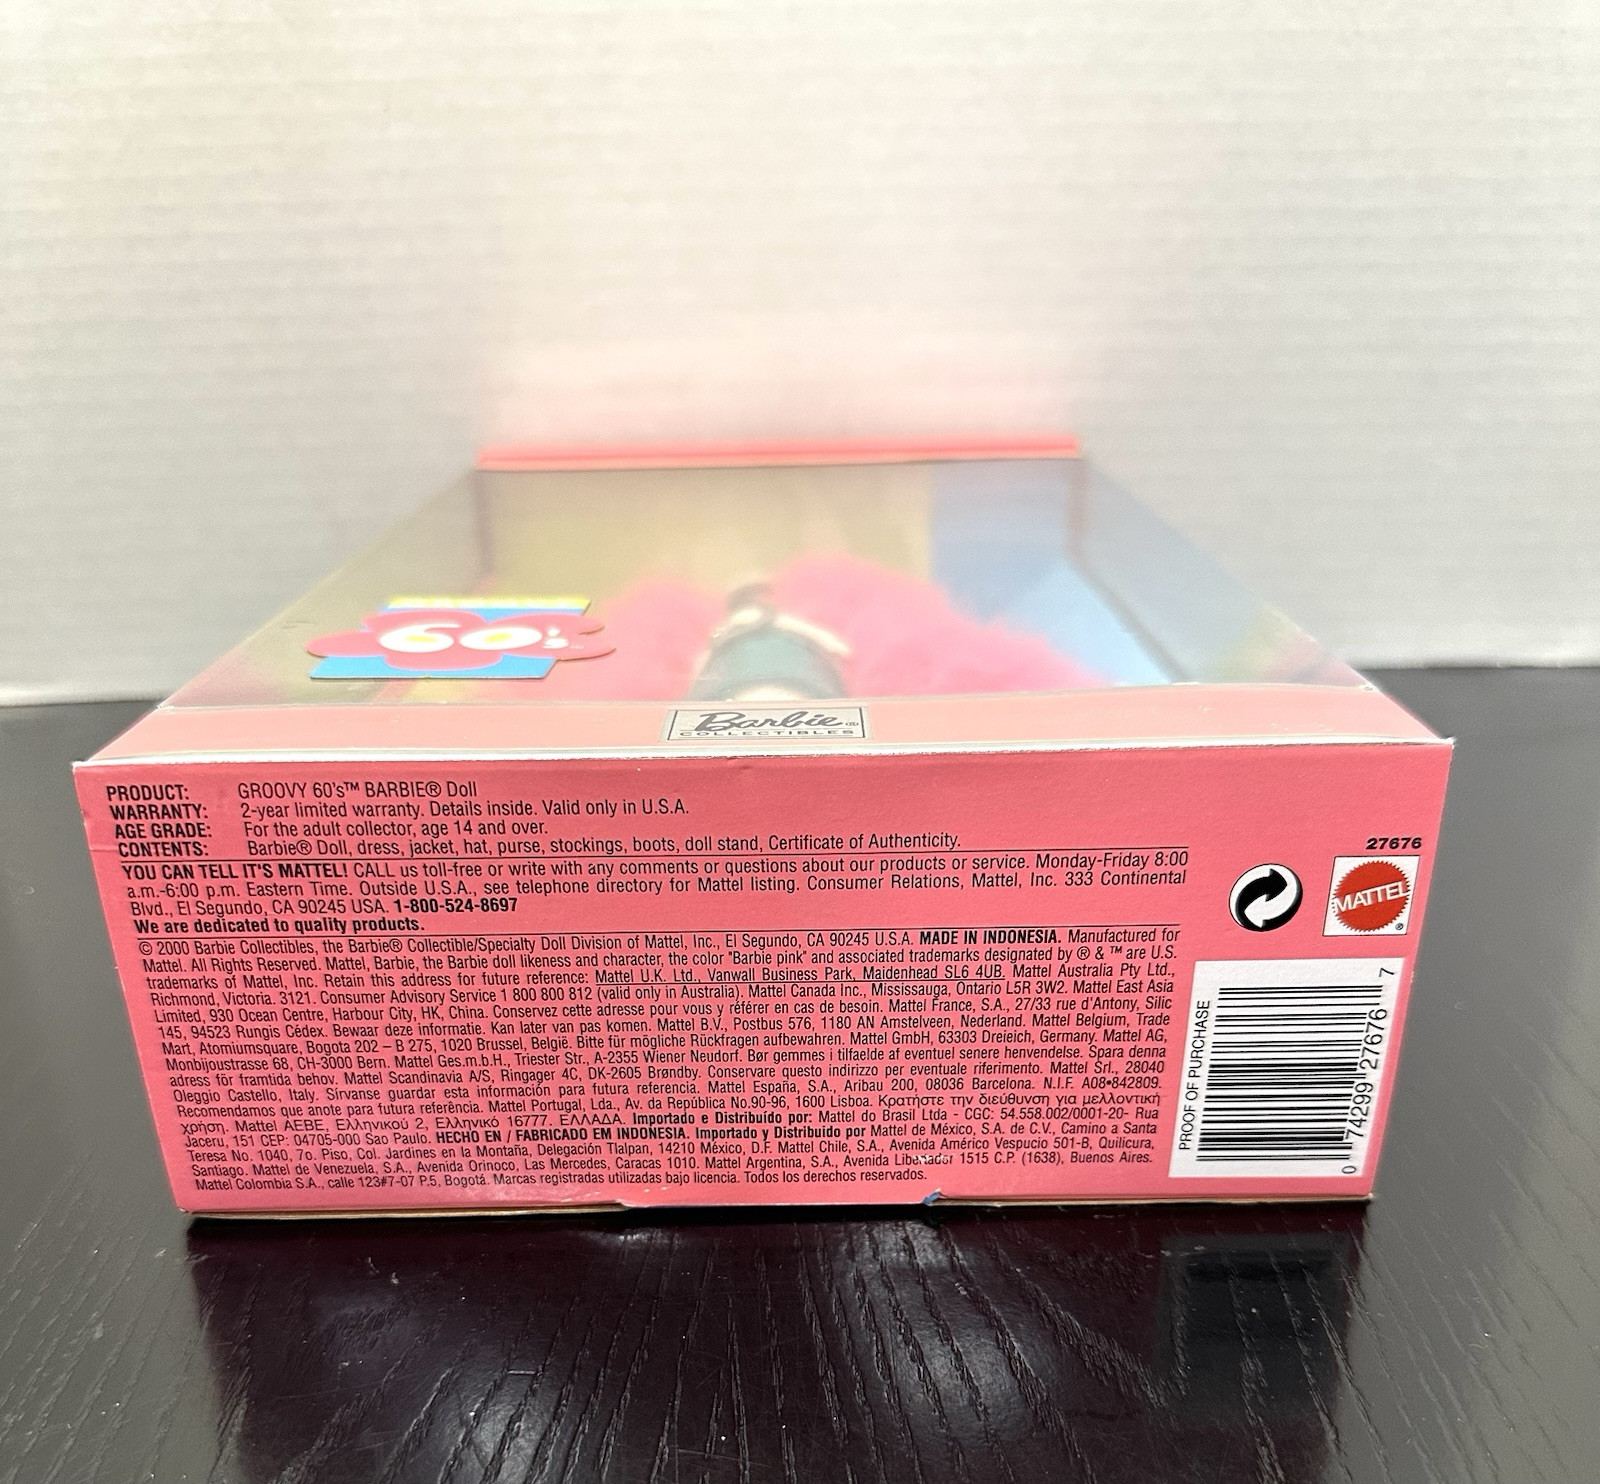 60's
Barbie®
COLLECTIBLES
PRODUCT: GROOVY 60's™ BARBIE® Doll
WARRANTY: 2-year limited warranty. Details inside. Valid only in U.S.A.
AGE GRADE: For the adult collector, age 14 and over.
CONTENTS: Barbie® Doll, dress, jacket, hat, purse, stockings, boots, doll stand, Certificate of Authenticity.
YOU CAN TELL IT'S MATTEL! CALL us toll-free or write with any comments or questions about our products or service. Monday-Friday 8:00
a.m.-6:00 p.m. Eastern Time. Outside U.S.A., see telephone directory for Mattel listing. Consumer Relations, Mattel, Inc. 333 Continental
Blvd., El Segundo, CA 90245 USA. 1-800-524-8697
We are dedicated to quality products.
© 2000 Barbie Collectibles, the Barbie® Collectible/Specialty Doll Division of Mattel, Inc., El Segundo, CA 90245 U.S.A. MADE IN INDONESIA. Manufactured for
Mattel. All Rights Reserved. Mattel, Barbie, the Barbie doll likeness and character, the color "Barbie pink" and associated trademarks designated by ® & ™ are U.S.
trademarks of Mattel, Inc. Retain this address for future reference: Mattel U.K. Ltd., Vanwall Business Park, Maidenhead SL6 4UB. Mattel Australia Pty Ltd.,
Richmond, Victoria. 3121. Consumer Advisory Service 1 800 800 812 (valid only in Australia). Mattel Canada Inc., Mississauga, Ontario L5R 3W2. Mattel East Asia
Limited, 930 Ocean Centre, Harbour City, HK, China. Conservez cette adresse pour vous y référer en cas de besoin. Mattel France, S.A., 27/33 rue d'Antony, Silic
145, 94523 Rungis Cédex. Bewaar deze informatie. Kan later van pas komen. Mattel B.V., Postbus 576, 1180 AN Amstelveen, Nederland. Mattel Belgium, Trade
Mart, Atomiumsquare, Bogota 202 – B 275, 1020 Brussel, België. Bitte für mögliche Rückfragen aufbewahren. Mattel GmbH, 63303 Dreieich, Germany. Mattel AG,
Monbijoustrasse 68, CH-3000 Bern. Mattel Ges.m.b.H., Triester Str., A-2355 Wiener Neudorf. Bør gemmes i tilfaelde af eventuel senere henvendelse. Spara denna
adress för framtida behov. Mattel Scandinavia A/S, Ringager 4C, DK-2605 Brøndby. Conservare questo indirizzo per eventuale riferimento. Mattel Srl., 28040
Oleggio Castello, Italy. Sírvanse guardar esta información para futura referencia. Mattel España, S.A., Aribau 200, 08036 Barcelona. N.I.F. A08•842809.
Recomendamos que anote para futura referência. Mattel Portugal, Lda., Av. da República No.90-96, 1600 Lisboa. Κρατήστε την διεύθυνση για μελλοντική
χρήση. Mattel AEBE, Ελληνικού 2, Ελληνικό 16777. ΕΛΛΑΔΑ. Importado e Distribuído por: Mattel do Brasil Ltda - CGC: 54.558.002/0001-20- Rua
Jaceru, 151 CEP: 04705-000 Sao Paulo. HECHO EN / FABRICADO EM INDONESIA. Importado y Distribuido por Mattel de México, S.A. de C.V., Camino a Santa
Teresa No. 1040, 7o. Piso, Col. Jardines en la Montaña, Delegación Tlalpan, 14210 México, D.F. Mattel Chile, S.A., Avenida Américo Vespucio 501-B, Quilicura,
Santiago. Mattel de Venezuela, S.A., Avenida Orinoco, Las Mercedes, Caracas 1010. Mattel Argentina, S.A., Avenida Libertador 1515 C.P. (1638), Buenos Aires.
Mattel Colombia S.A., calle 123#7-07 P.5, Bogotá. Marcas registradas utilizadas bajo licencia. Todos los derechos reservados.
27676
MATTEL®
PROOF OF PURCHASE
0 74299 27676 7